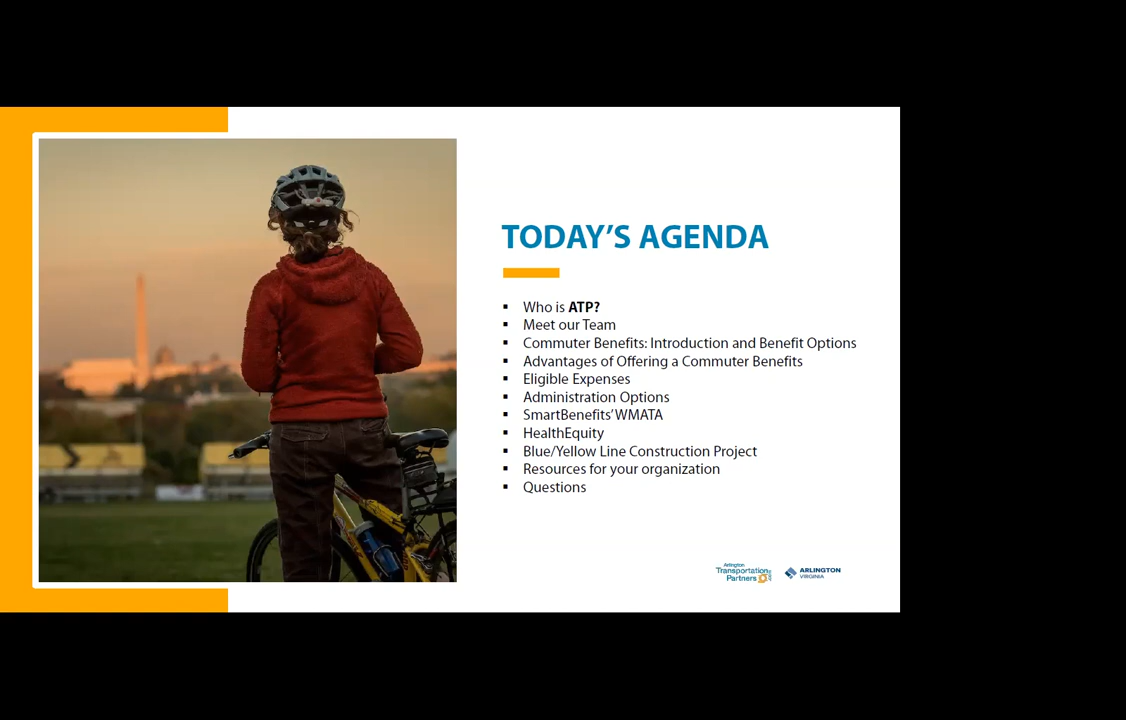 TODAY'S AGENDA
▪ Who is ATP?
▪ Meet our Team
▪ Commuter Benefits: Introduction and Benefit Options
▪ Advantages of Offering a Commuter Benefits
▪ Eligible Expenses
▪ Administration Options
▪ SmartBenefits' WMATA
▪ HealthEquity
▪ Blue/Yellow Line Construction Project
▪ Resources for your organization
▪ Questions
Arlington
Transportation
Partners
ARLINGTON
VIRGINIA